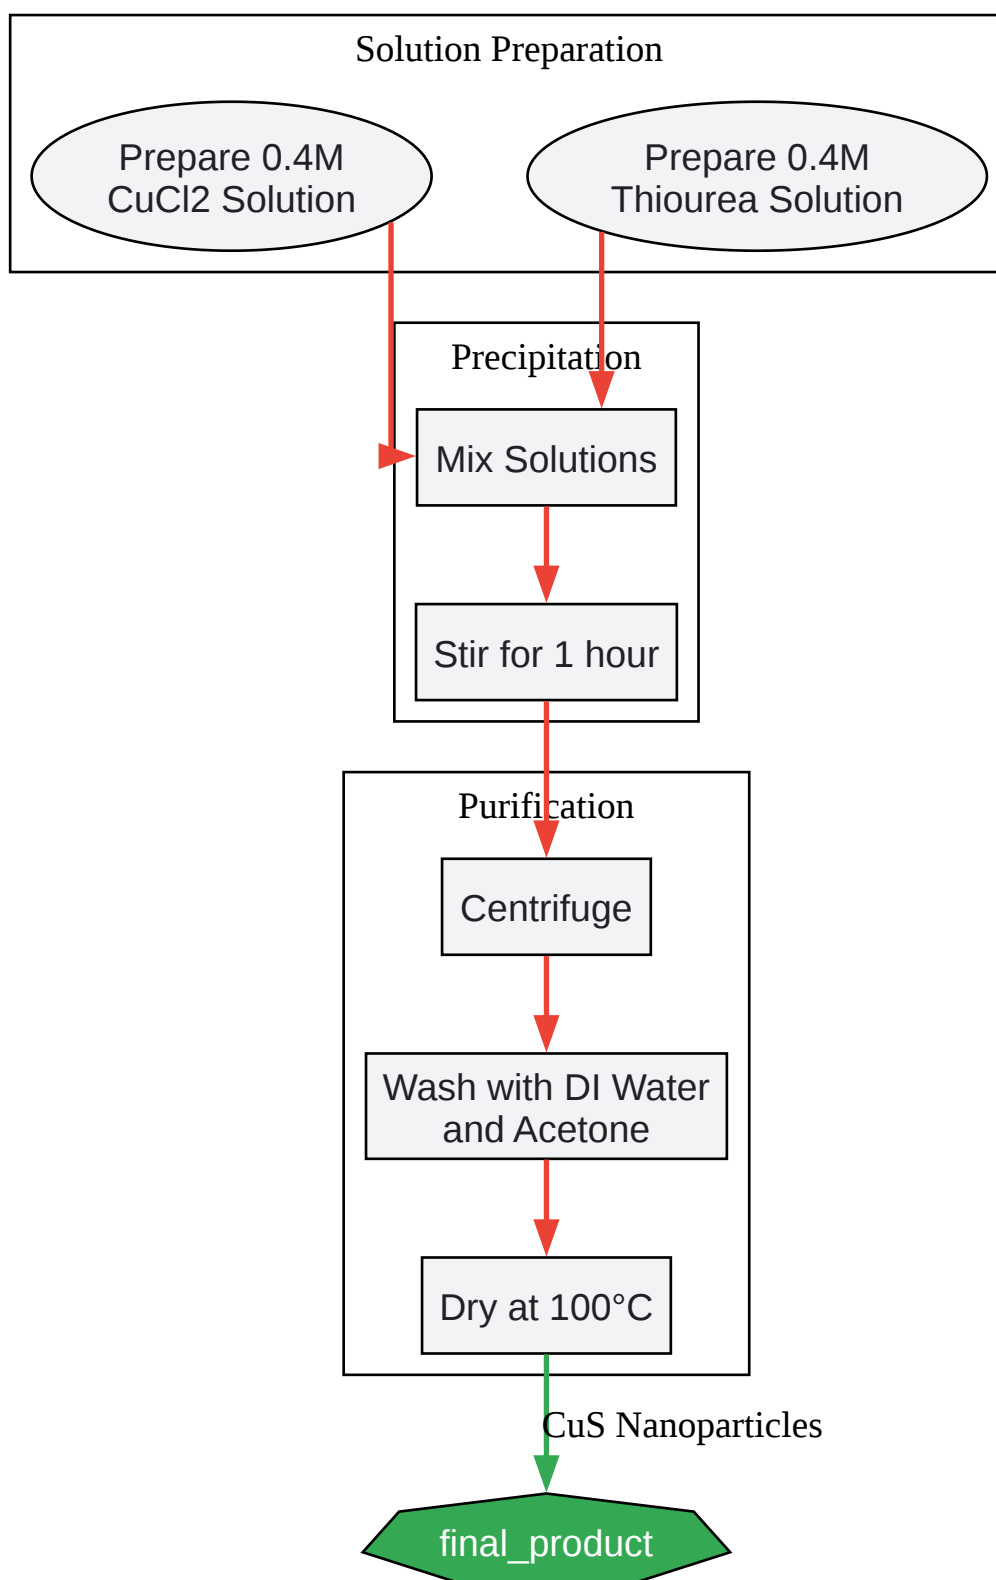 Solution Preparation
Prepare 0.4M
CuCl2 Solution
Prepare 0.4M
Thiourea Solution
Precipitation
Mix Solutions
Stir for 1 hour
Purification
Centrifuge
Wash with DI Water
and Acetone
Dry at 100°C
CuS Nanoparticles
final_product